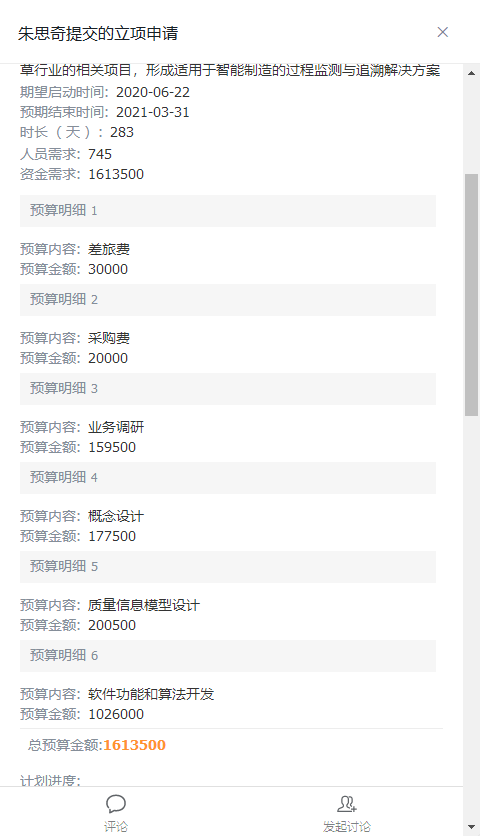 朱思奇提交的立项申请
草行业的相关项目，形成适用于智能制造的过程监测与追溯解决方案
期望启动时间：2020-06-22
预期结束时间：2021-03-31
时长（天）：283
人员需求：745
资金需求：1613500
预算明细 1
预算内容：差旅费
预算金额：30000
预算明细 2
预算内容：采购费
预算金额：20000
预算明细 3
预算内容：业务调研
预算金额：159500
预算明细 4
预算内容：概念设计
预算金额：177500
预算明细 5
预算内容：质量信息模型设计
预算金额：200500
预算明细 6
预算内容：软件功能和算法开发
预算金额：1026000
总预算金额:1613500
计划进度：
评论
发起讨论